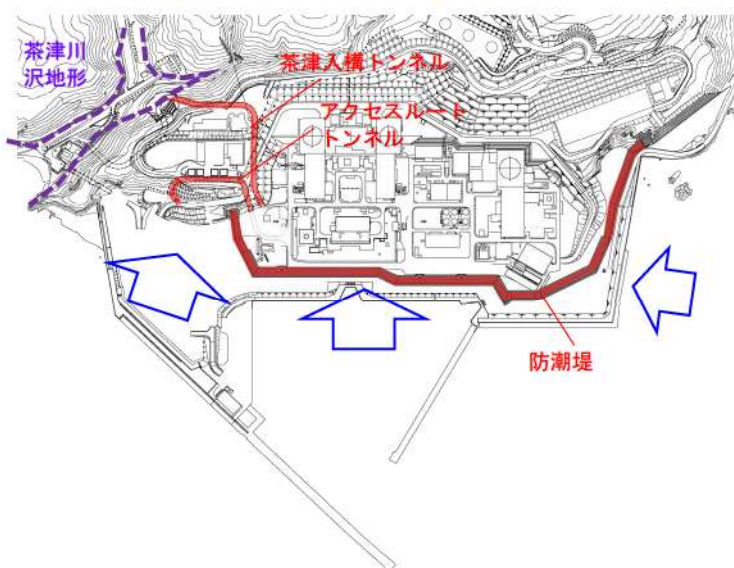 茶津川
沢地形
茶津入構トンネル
アクセスルート
トンネル
防潮堤